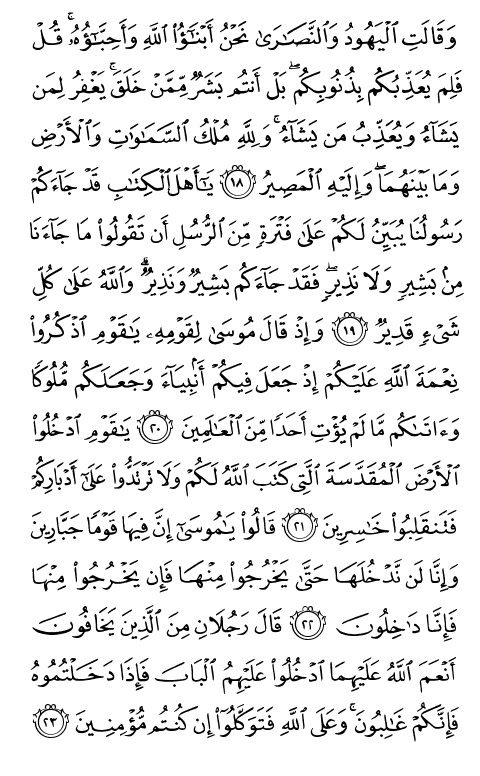 وَقَالَتِ ٱلۡيَهُودُ وَٱلنَّصَٰرَىٰ نَحۡنُ أَبۡنَٰٓؤُاْ ٱللَّهِ وَأَحِبَّٰٓؤُهُۥۚ قُلۡ
فَلِمَ يُعَذِّبُكُم بِذُنُوبِكُمۖ بَلۡ أَنتُم بَشَرٞ مِّمَّنۡ خَلَقَۚ يَغۡفِرُ لِمَن
يَشَآءُ وَيُعَذِّبُ مَن يَشَآءُۚ وَلِلَّهِ مُلۡكُ ٱلسَّمَٰوَٰتِ وَٱلۡأَرۡضِ
وَمَا بَيۡنَهُمَاۖ وَإِلَيۡهِ ٱلۡمَصِيرُ ١٨ يَٰٓأَهۡلَ ٱلۡكِتَٰبِ قَدۡ جَآءَكُمۡ
رَسُولُنَا يُبَيِّنُ لَكُمۡ عَلَىٰ فَتۡرَةٖ مِّنَ ٱلرُّسُلِ أَن تَقُولُواْ مَا جَآءَنَا
مِنۢ بَشِيرٖ وَلَا نَذِيرٖۖ فَقَدۡ جَآءَكُم بَشِيرٞ وَنَذِيرٞۗ وَٱللَّهُ عَلَىٰ كُلِّ
شَيۡءٖ قَدِيرٞ ١٩ وَإِذۡ قَالَ مُوسَىٰ لِقَوۡمِهِۦ يَٰقَوۡمِ ٱذۡكُرُواْ
نِعۡمَةَ ٱللَّهِ عَلَيۡكُمۡ إِذۡ جَعَلَ فِيكُمۡ أَنۢبِيَآءَ وَجَعَلَكُم مُّلُوكٗا
وَءَاتَىٰكُم مَّا لَمۡ يُؤۡتِ أَحَدٗا مِّنَ ٱلۡعَٰلَمِينَ ٢٠ يَٰقَوۡمِ ٱدۡخُلُواْ
ٱلۡأَرۡضَ ٱلۡمُقَدَّسَةَ ٱلَّتِي كَتَبَ ٱللَّهُ لَكُمۡ وَلَا تَرۡتَدُّواْ عَلَىٰٓ أَدۡبَارِكُمۡ
فَتَنقَلِبُواْ خَٰسِرِينَ ٢١ قَالُواْ يَٰمُوسَىٰٓ إِنَّ فِيهَا قَوۡمٗا جَبَّارِينَ
وَإِنَّا لَن نَّدۡخُلَهَا حَتَّىٰ يَخۡرُجُواْ مِنۡهَا فَإِن يَخۡرُجُواْ مِنۡهَا
فَإِنَّا دَٰخِلُونَ ٢٢ قَالَ رَجُلَانِ مِنَ ٱلَّذِينَ يَخَافُونَ
أَنۡعَمَ ٱللَّهُ عَلَيۡهِمَا ٱدۡخُلُواْ عَلَيۡهِمُ ٱلۡبَابَ فَإِذَا دَخَلۡتُمُوهُ
فَإِنَّكُمۡ غَٰلِبُونَۚ وَعَلَى ٱللَّهِ فَتَوَكَّلُوٓاْ إِن كُنتُم مُّؤۡمِنِينَ ٢٣